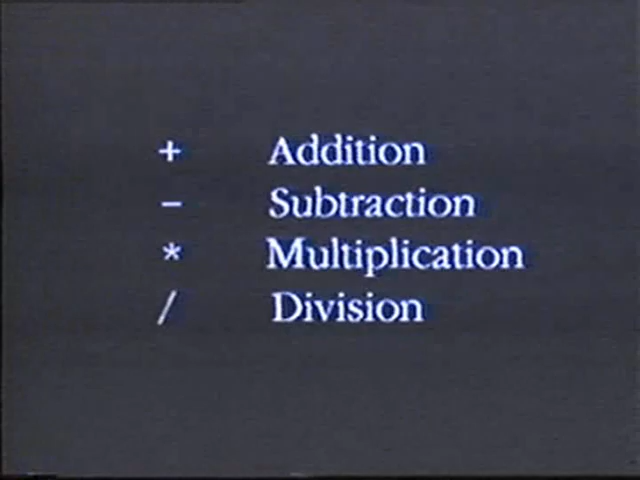 + Addition
− Subtraction
* Multiplication
/ Division